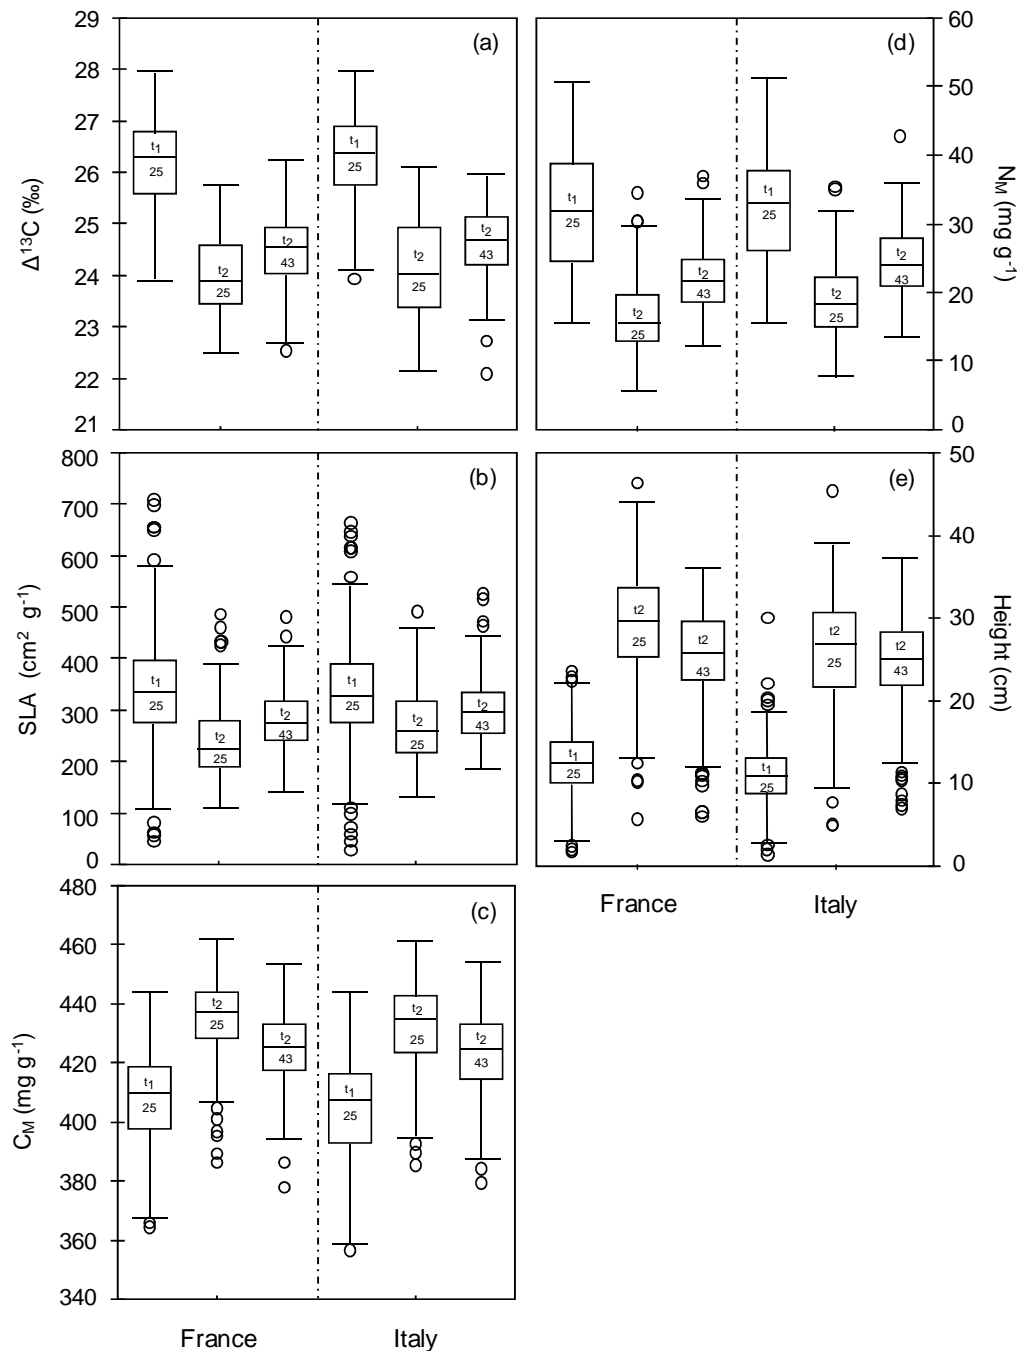 29
28
27
26
25
24
23
22
21
Δ¹³C (‰)
(a)
t1
25
t2
25
t2
43
t1
25
t2
25
t2
43
(d)
t1
25
t2
25
t2
43
t1
25
t2
25
t2
43
60
50
40
30
20
10
0
N_M (mg g⁻¹)
800
700
600
500
400
300
200
100
0
SLA (cm² g⁻¹)
(b)
t1
25
t2
25
t2
43
t1
25
t2
25
t2
43
(e)
t1
25
t2
25
t2
43
t1
25
t2
25
t2
43
50
40
30
20
10
0
Height (cm)
France Italy
480
460
440
420
400
380
360
340
C_M (mg g⁻¹)
(c)
t1
25
t2
25
t2
43
t1
25
t2
25
t2
43
France Italy